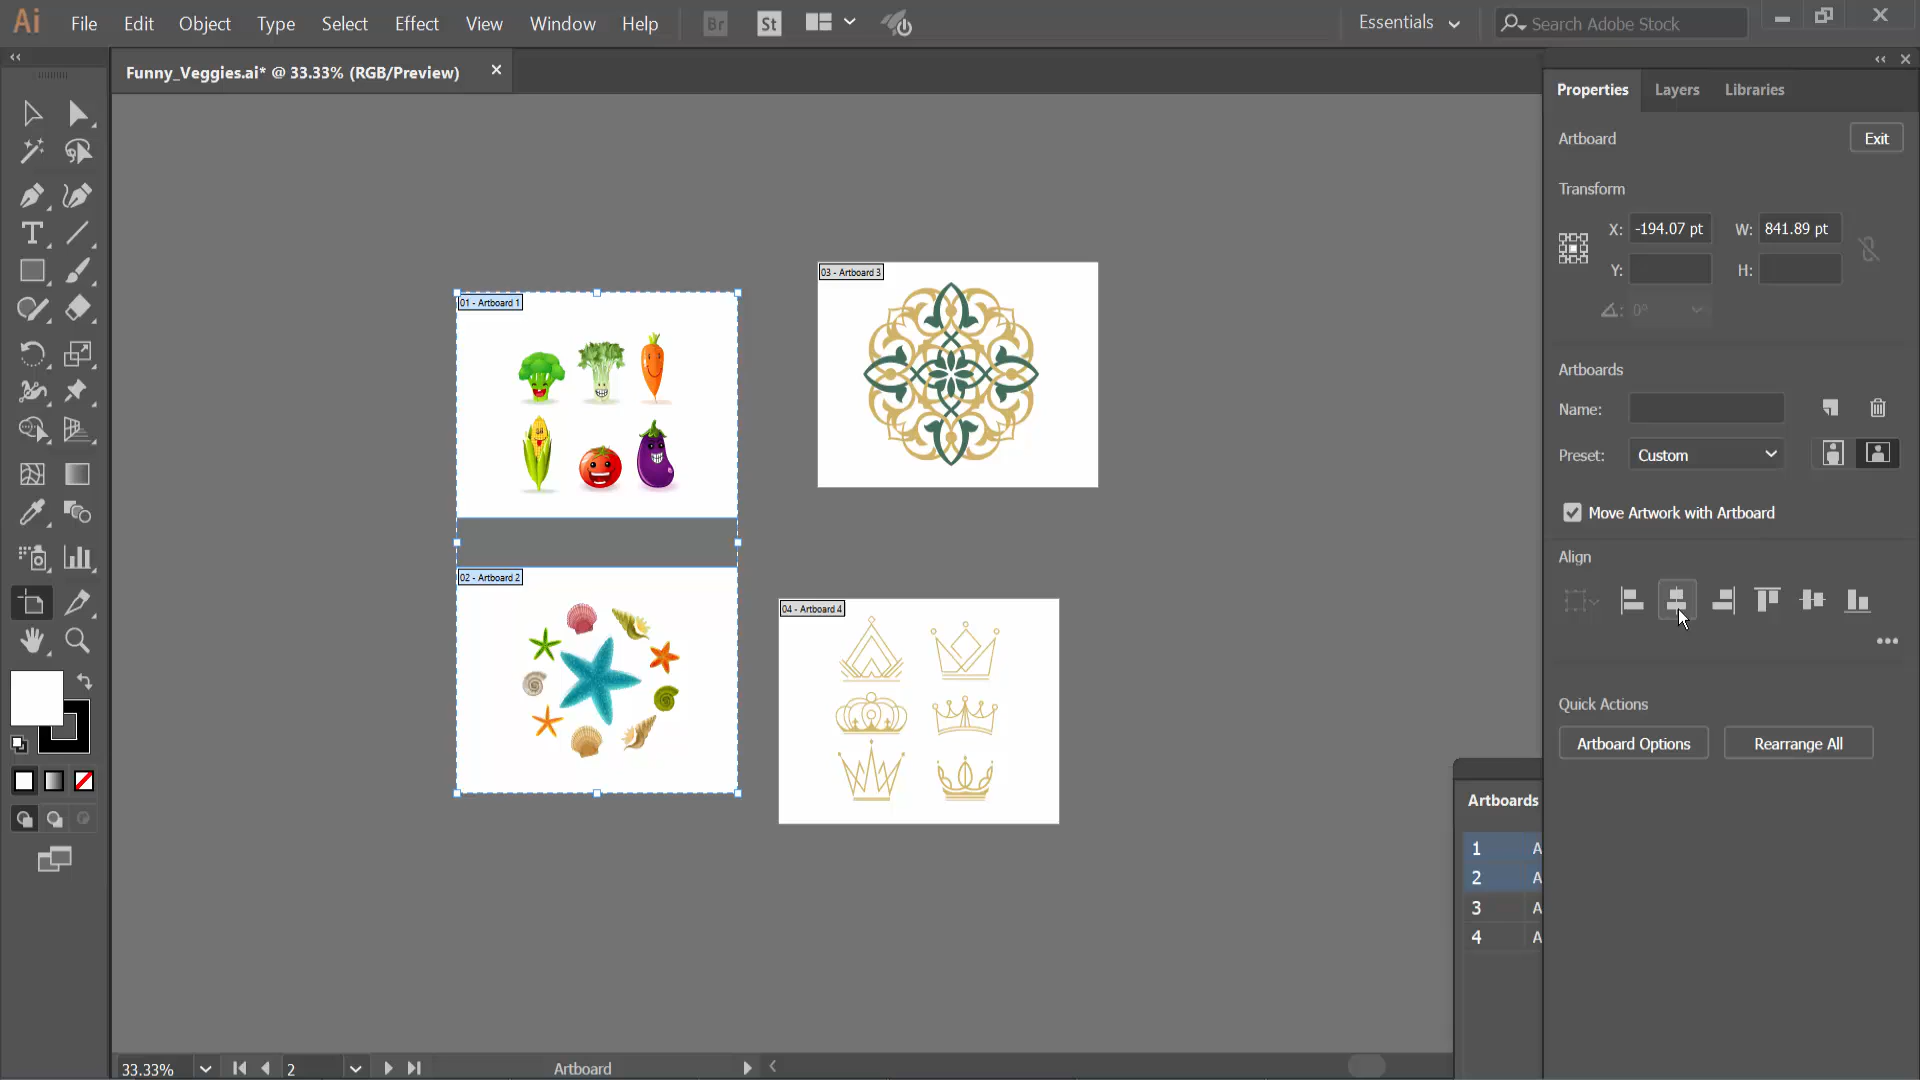 Ai File Edit Object Type Select Effect View Window Help Br St Essentials Search Adobe Stock
Funny_Veggies.ai* @ 33.33% (RGB/Preview)
Properties Layers Libraries
Artboard Exit
Transform
X: -194.07 pt W: 841.89 pt
Y: H:
0°
Artboards
Name:
Preset: Custom
Move Artwork with Artboard
Align
Quick Actions
Artboard Options Rearrange All
01 - Artboard 1
02 - Artboard 2
03 - Artboard 3
04 - Artboard 4
Artboards
1 A
2 A
3 A
4 A
33.33% 2 Artboard